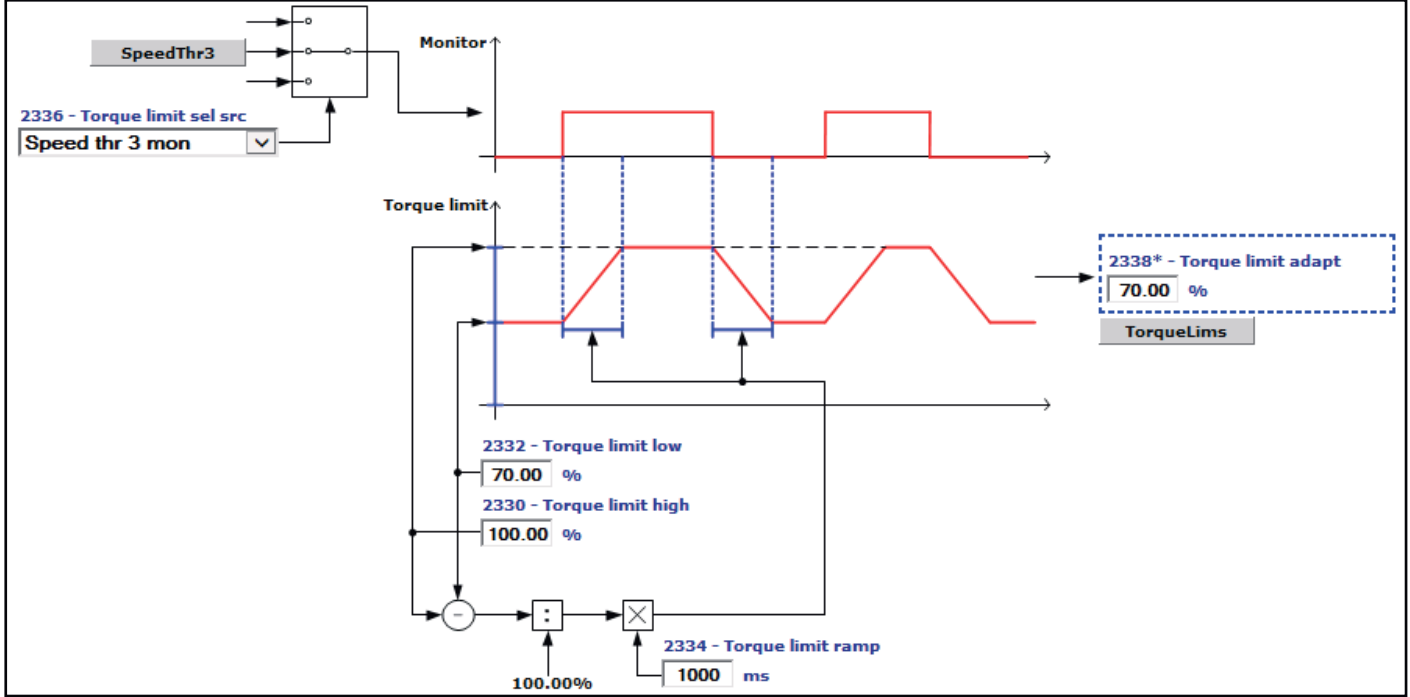 SpeedThr3
2336 - Torque limit sel src
Speed thr 3 mon
Monitor
Torque limit
2338* - Torque limit adapt
70.00 %
TorqueLims
2332 - Torque limit low
70.00 %
2330 - Torque limit high
100.00 %
-
:
×
2334 - Torque limit ramp
1000 ms
100.00%